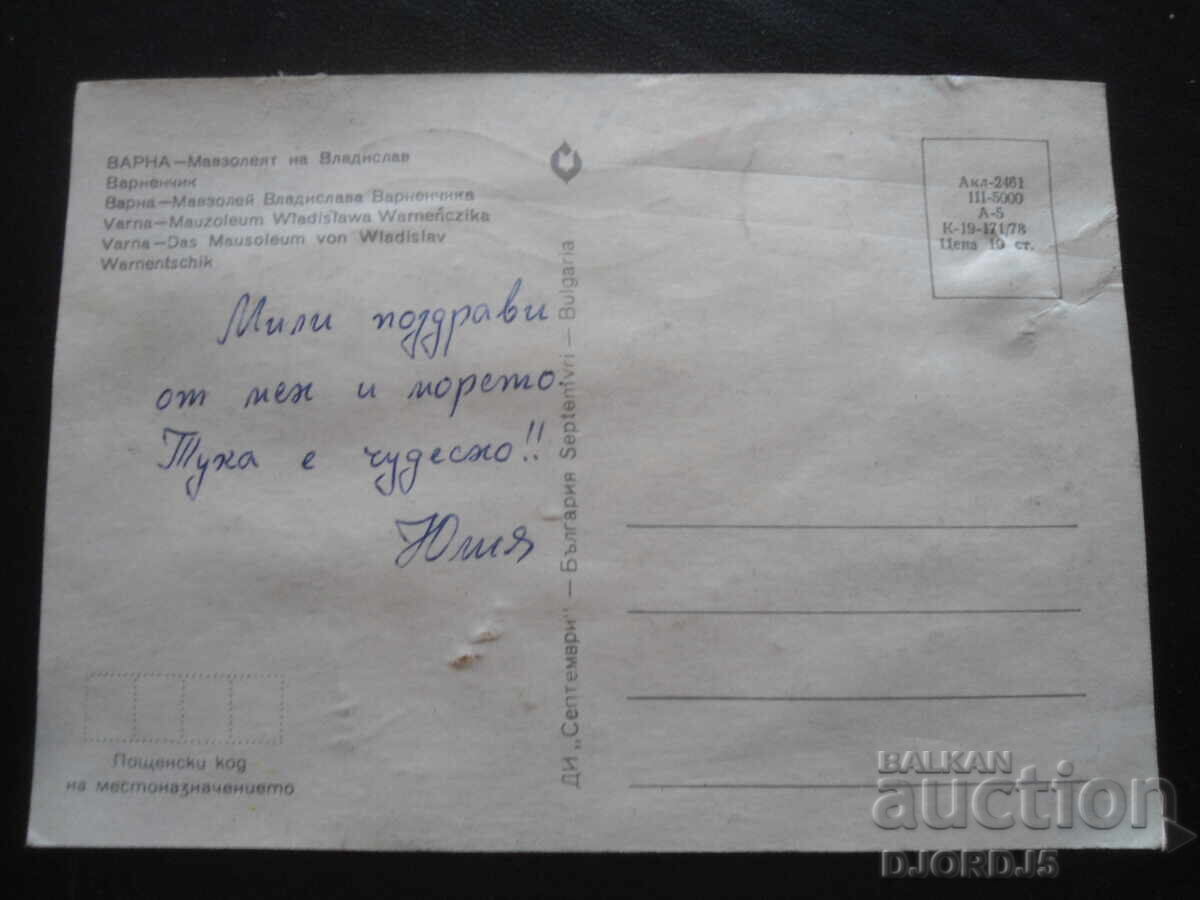 ВАРНА—Мавзолеят на Владислав
Варненчик
Варна—Мавзолей Владислава Варненчика
Varna—Mauzoleum Władisława Warneńczika
Varna—Das Mausoleum von Wladislav
Warnentschik
Мили поздрави
от мен и морето.
Тука е чудесно!!
Юлия
Пощенски код
на местоназначението
ДИ „Септември" — България Septemvri — Bulgaria
Акл-2461
III-5000
А-5
К-19-171/78
Цена 10 ст.
BALKAN
auction
DJORDJ5